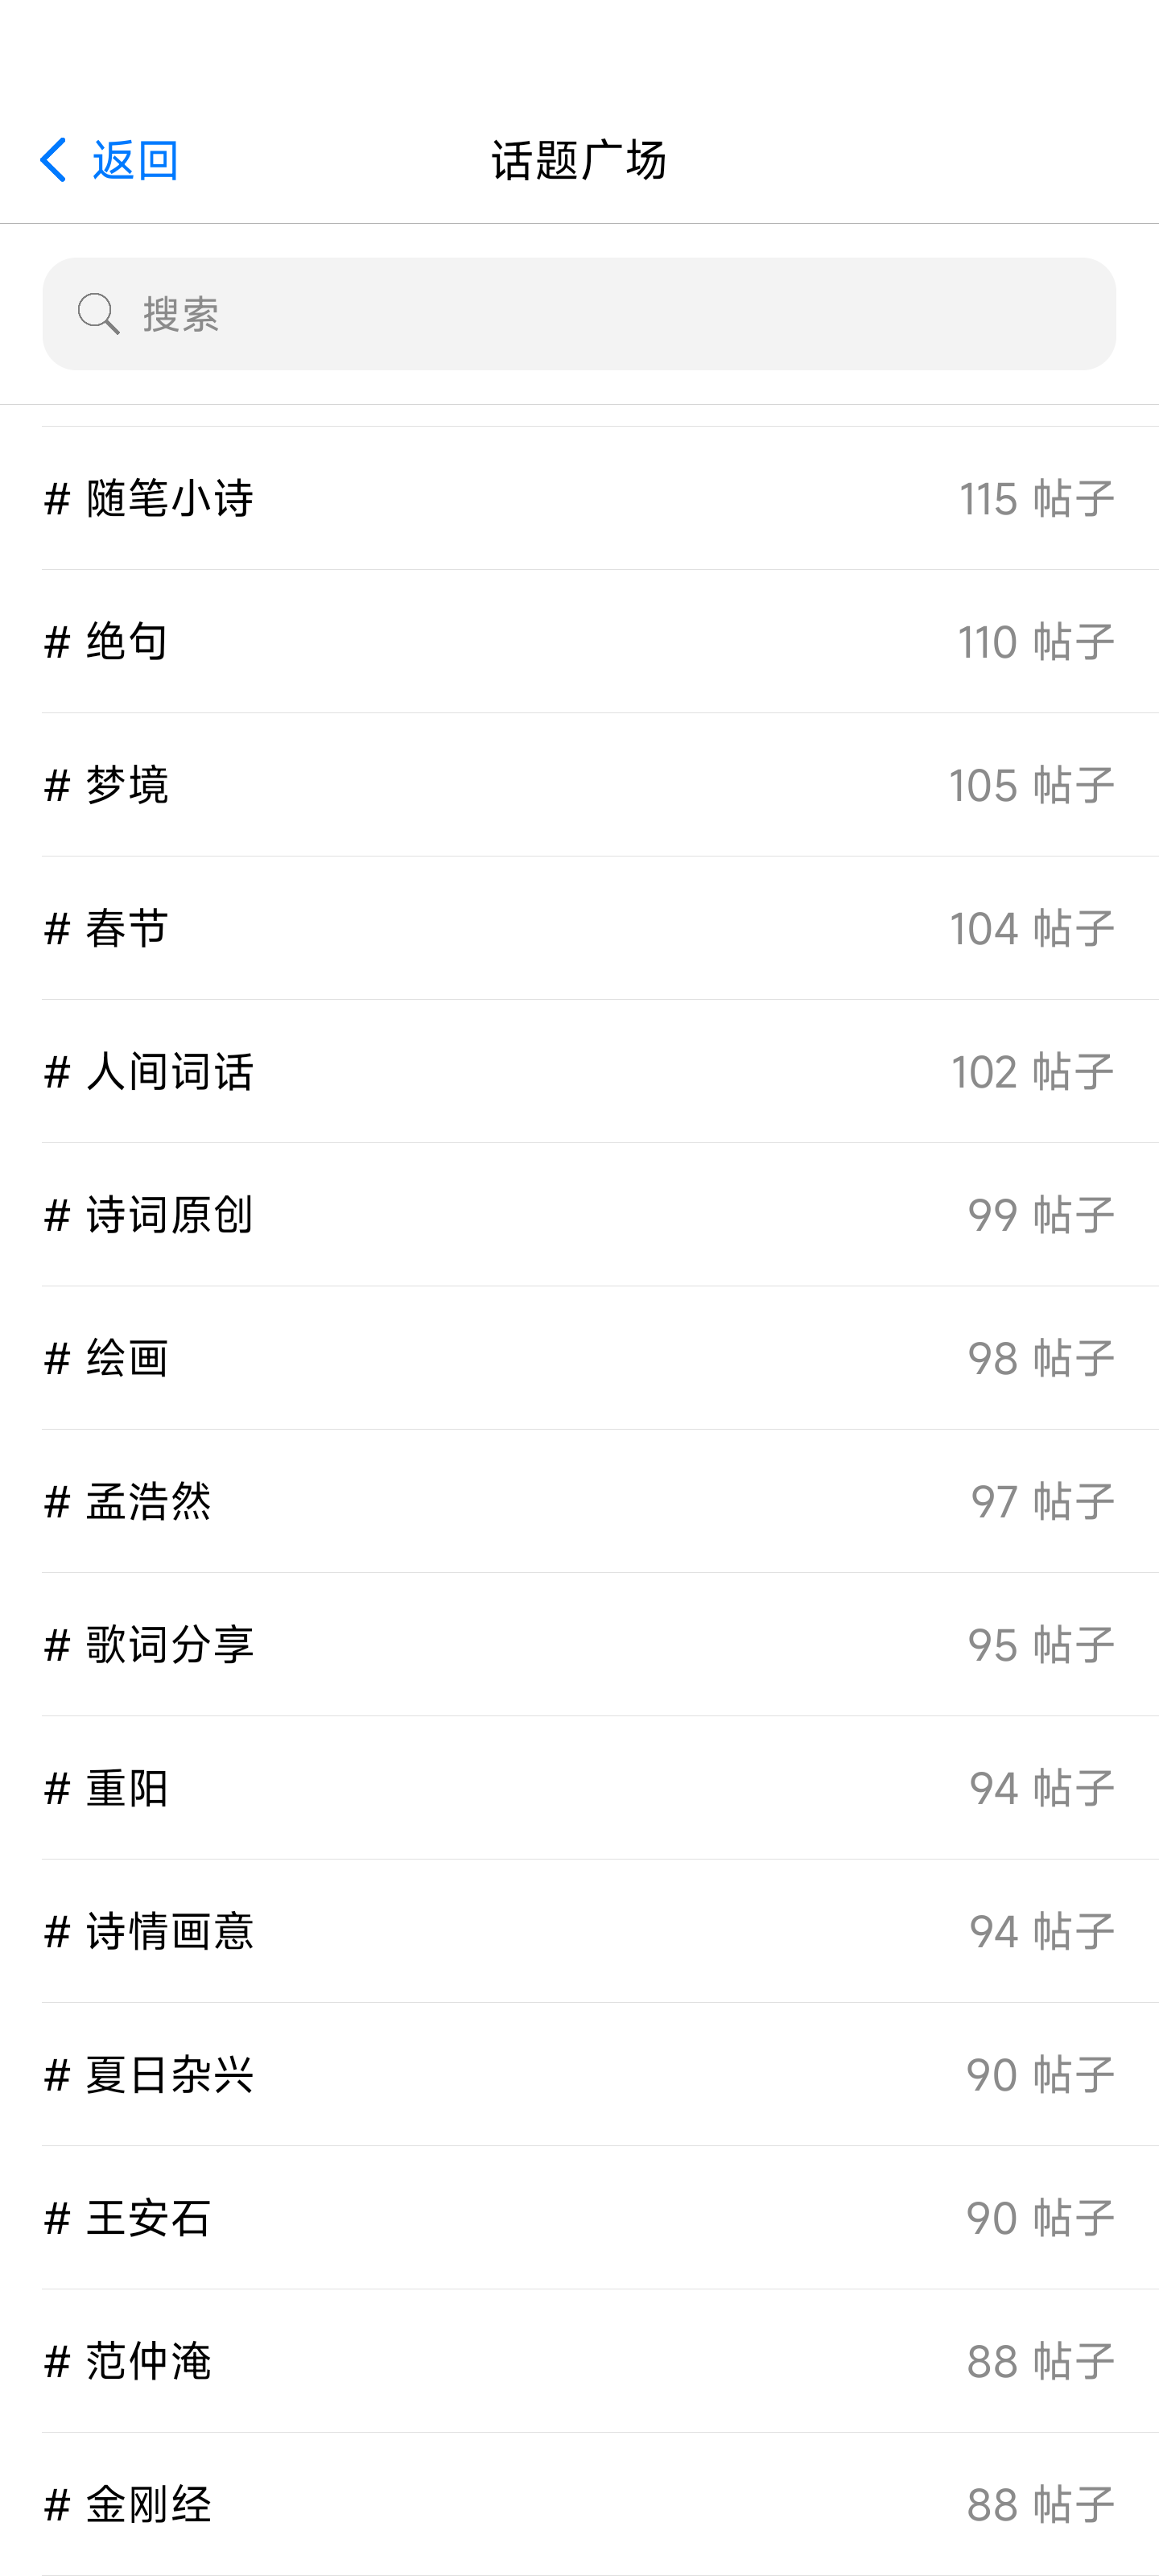 返回 话题广场
搜索
# 随笔小诗 115 帖子
# 绝句 110 帖子
# 梦境 105 帖子
# 春节 104 帖子
# 人间词话 102 帖子
# 诗词原创 99 帖子
# 绘画 98 帖子
# 孟浩然 97 帖子
# 歌词分享 95 帖子
# 重阳 94 帖子
# 诗情画意 94 帖子
# 夏日杂兴 90 帖子
# 王安石 90 帖子
# 范仲淹 88 帖子
# 金刚经 88 帖子